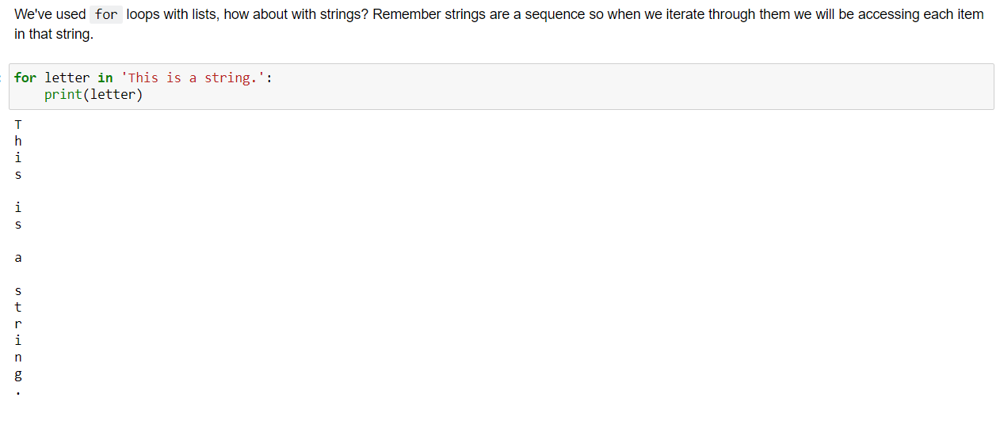 We've used for loops with lists, how about with strings? Remember strings are a sequence so when we iterate through them we will be accessing each item
in that string.
for letter in 'This is a string.':
    print(letter)
T
h
i
s

i
s

a

s
t
r
i
n
g
.